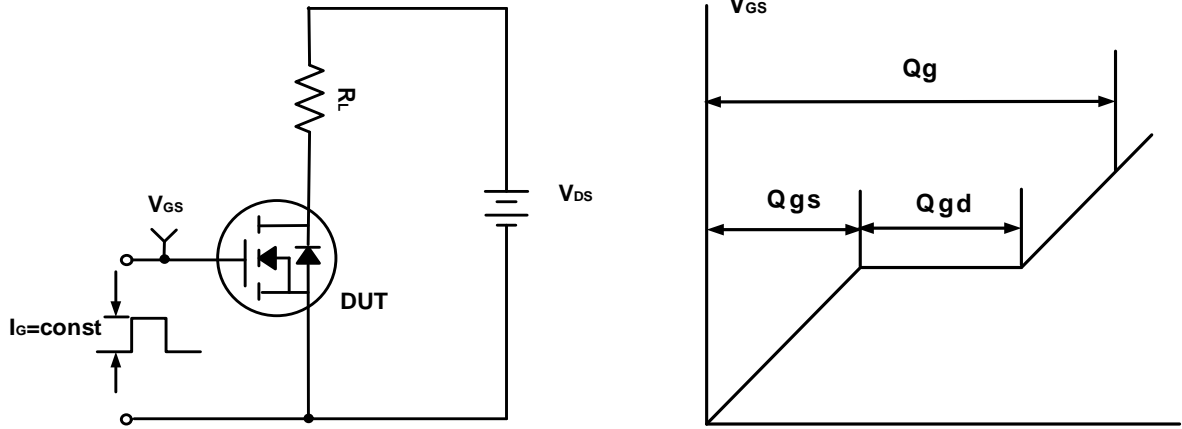 RL
VGS
VDS
DUT
IG=const
VGS
Qg
Qgs
Qgd